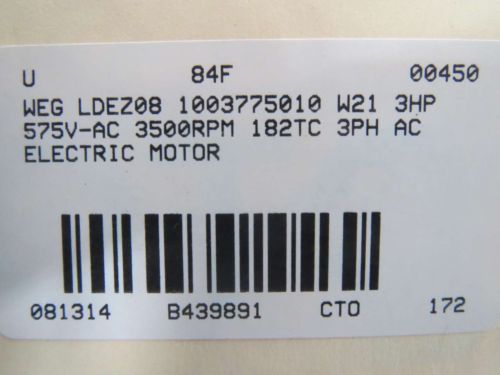 U 84F 00450
WEG LDEZ08 1003775010 W21 3HP
575V-AC 3500RPM 182TC 3PH AC
ELECTRIC MOTOR
081314 B439891 CTO 172